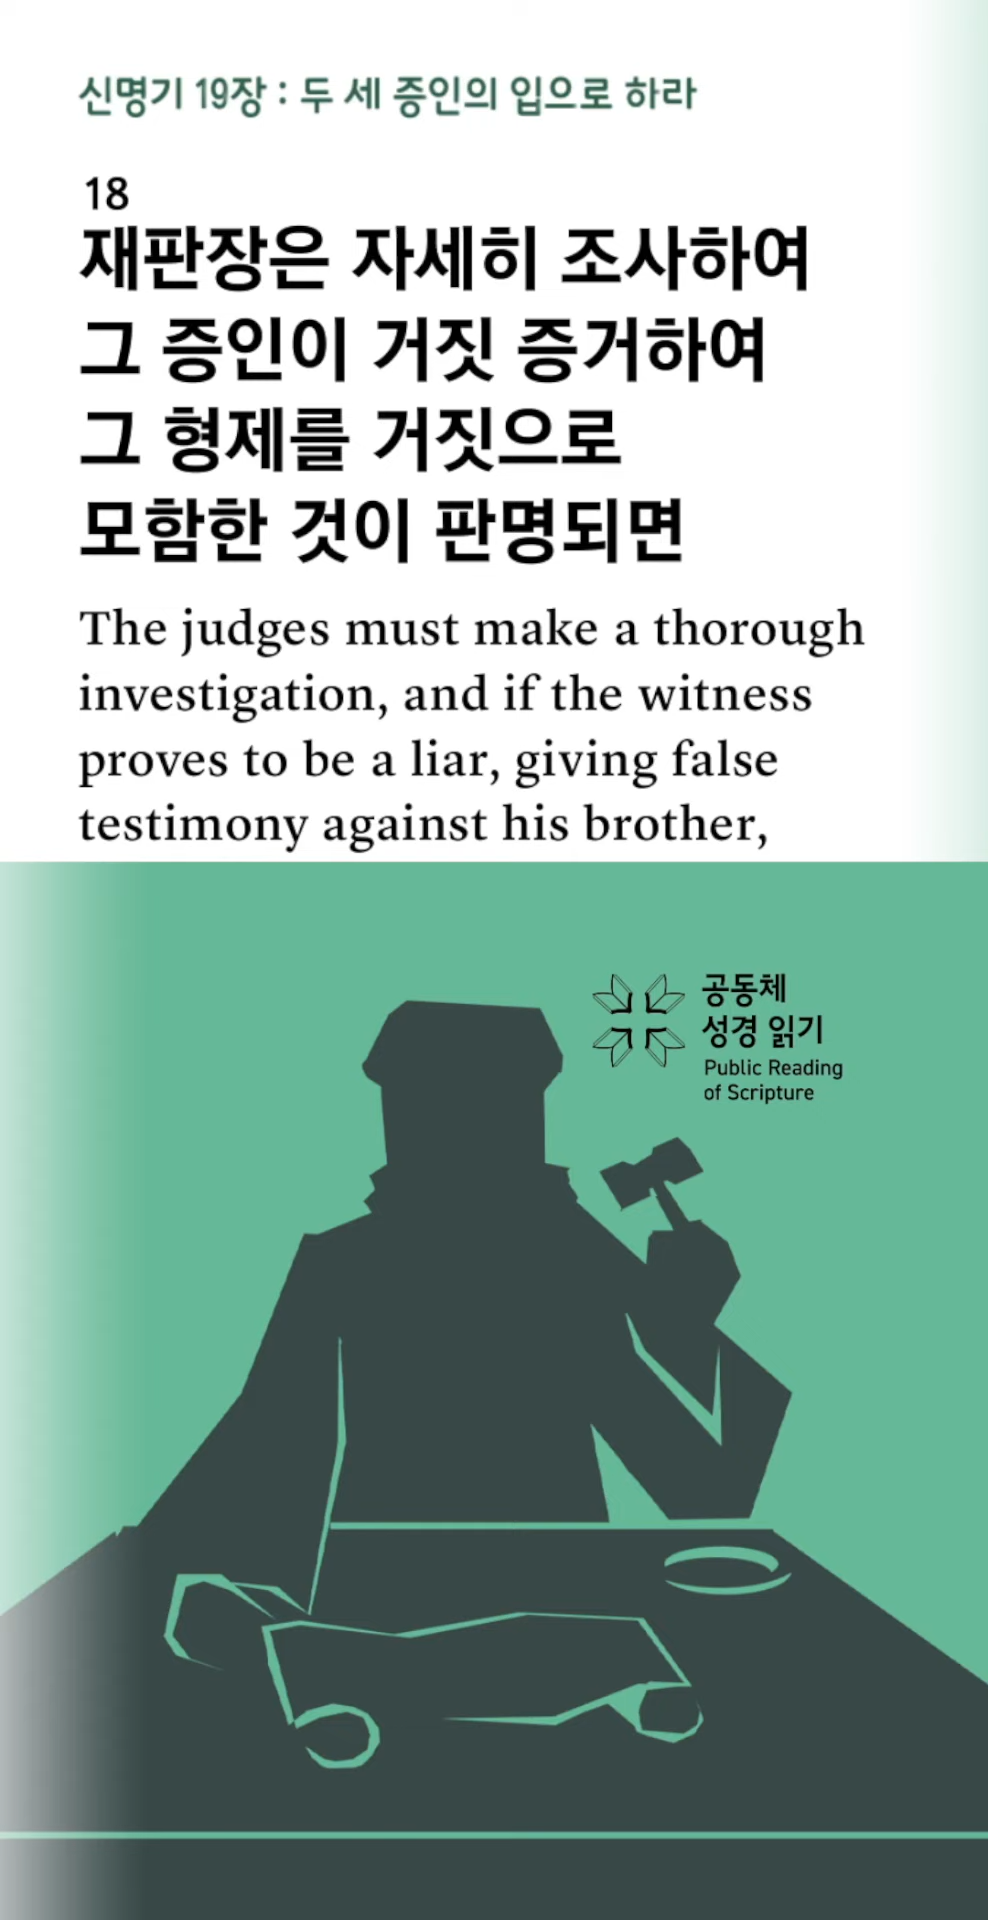 신명기 19장 : 두 세 증인의 입으로 하라
18
재판장은 자세히 조사하여
그 증인이 거짓 증거하여
그 형제를 거짓으로
모함한 것이 판명되면
The judges must make a thorough
investigation, and if the witness
proves to be a liar, giving false
testimony against his brother,
공동체
성경 읽기
Public Reading
of Scripture